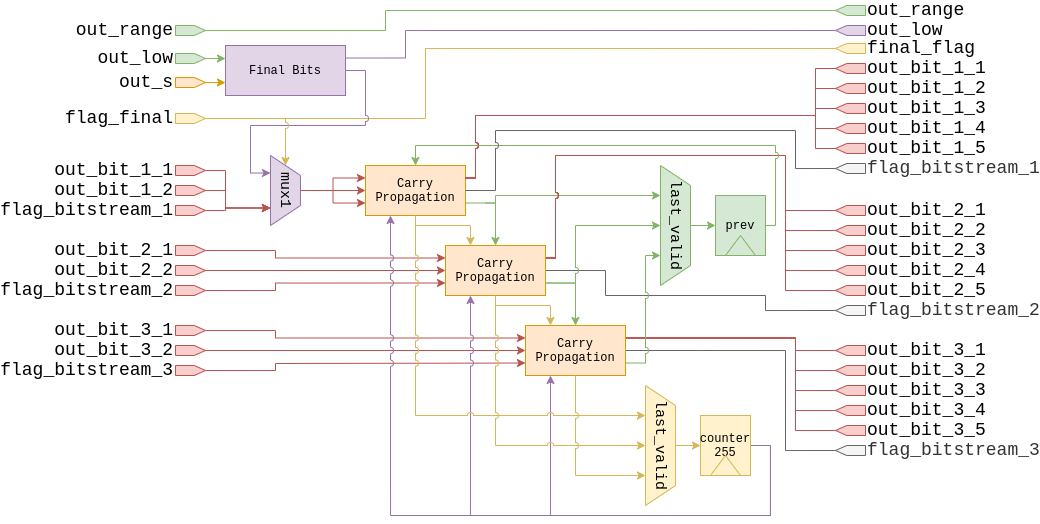 out_range
out_low
out_s
flag_final
out_bit_1_1
out_bit_1_2
flag_bitstream_1
out_bit_2_1
out_bit_2_2
flag_bitstream_2
out_bit_3_1
out_bit_3_2
flag_bitstream_3
Final Bits
mux1
Carry
Propagation
Carry
Propagation
Carry
Propagation
last_valid
prev
last_valid
counter
255
out_range
out_low
final_flag
out_bit_1_1
out_bit_1_2
out_bit_1_3
out_bit_1_4
out_bit_1_5
flag_bitstream_1
out_bit_2_1
out_bit_2_2
out_bit_2_3
out_bit_2_4
out_bit_2_5
flag_bitstream_2
out_bit_3_1
out_bit_3_2
out_bit_3_3
out_bit_3_4
out_bit_3_5
flag_bitstream_3